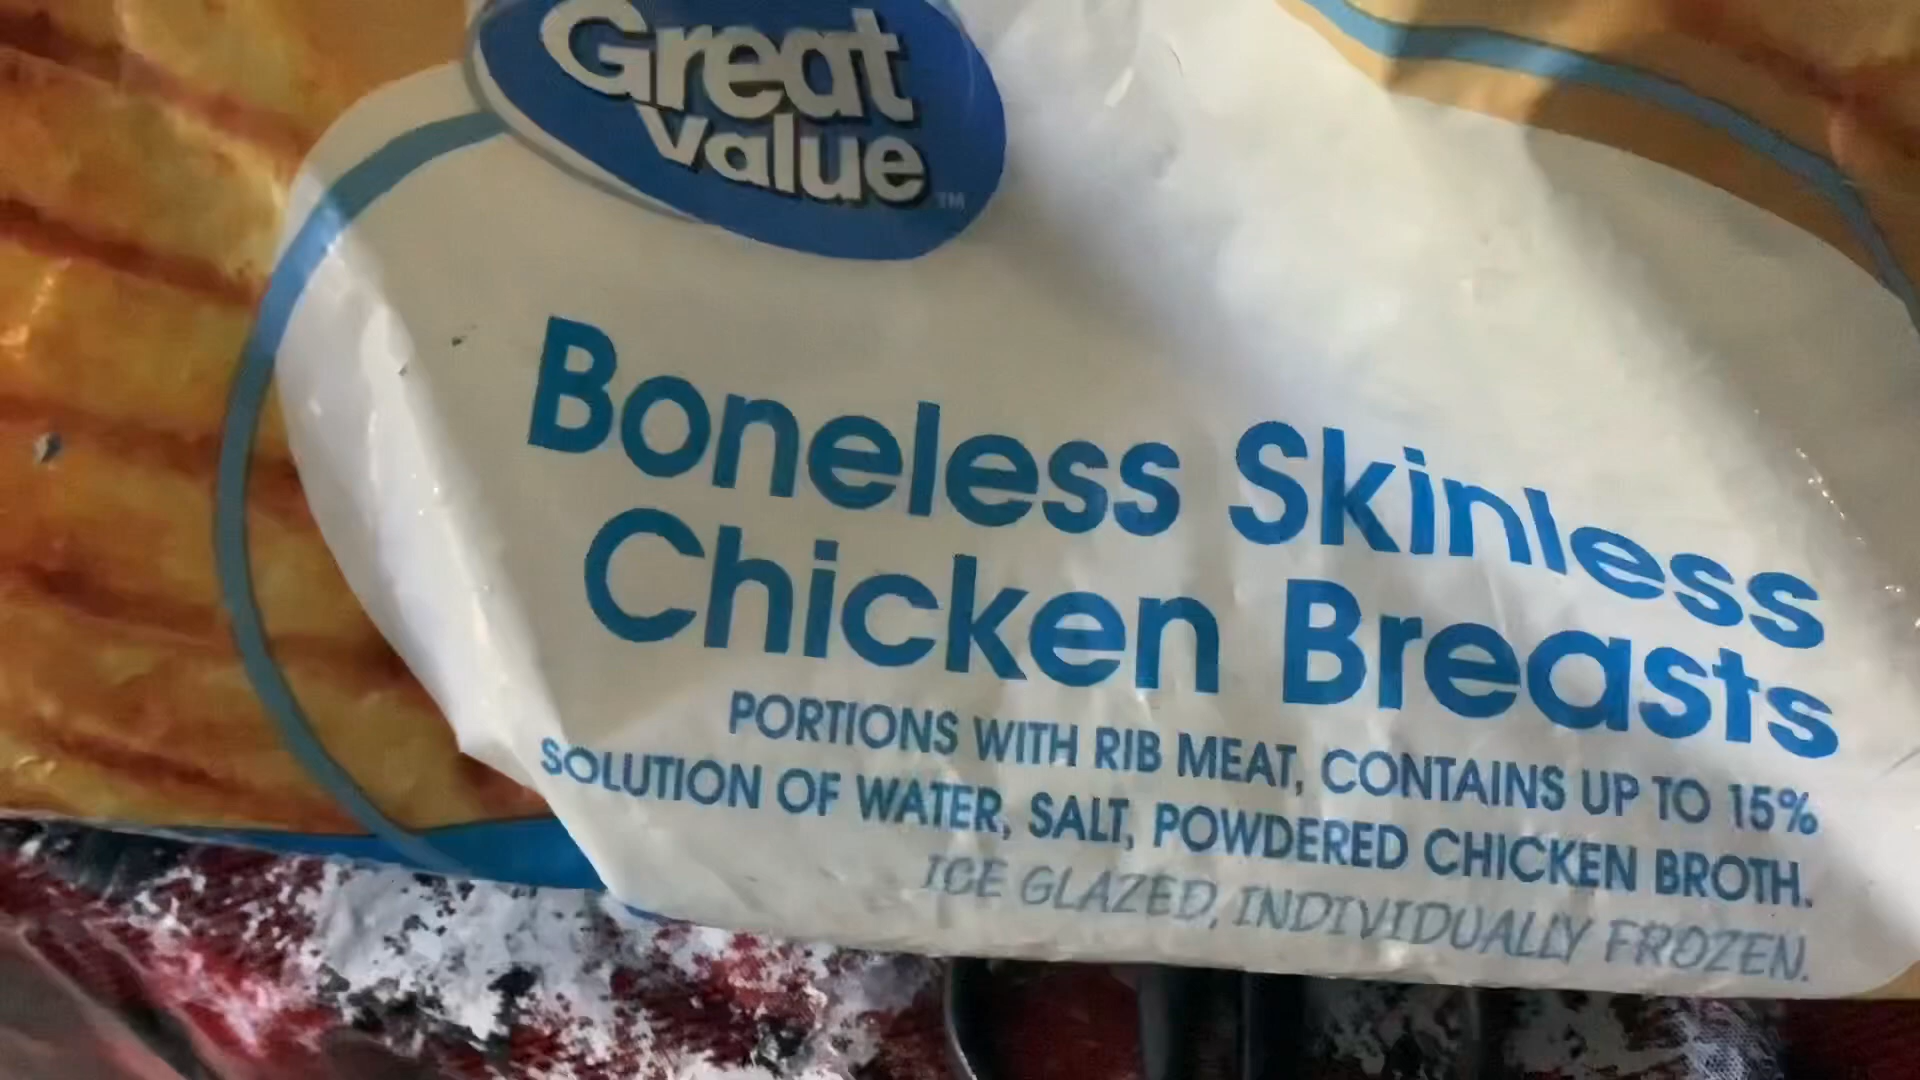 Great
Value™
Boneless Skinless
Chicken Breasts
PORTIONS WITH RIB MEAT, CONTAINS UP TO 15%
SOLUTION OF WATER, SALT, POWDERED CHICKEN BROTH.
ICE GLAZED, INDIVIDUALLY FROZEN.